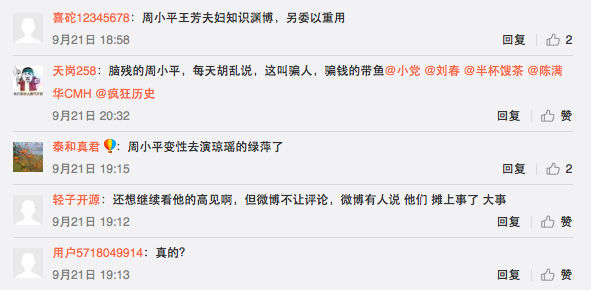 喜砣12345678：周小平王芳夫妇知识渊博，另委以重用
9月21日 18:58 回复 2
天岗258：脑残的周小平，每天胡乱说，这叫骗人，骗钱的带鱼@小党 @刘春 @半杯馊茶 @陈满
华CMH @疯狂历史
9月21日 20:32 回复 赞
泰和真君：周小平变性去演琼瑶的绿萍了
9月21日 19:15 回复 2
轻子开源：还想继续看他的高见啊，但微博不让评论，微博有人说 他们 摊上事了 大事
9月21日 19:12 回复 赞
用户5718049914：真的?
9月21日 19:13 回复 赞